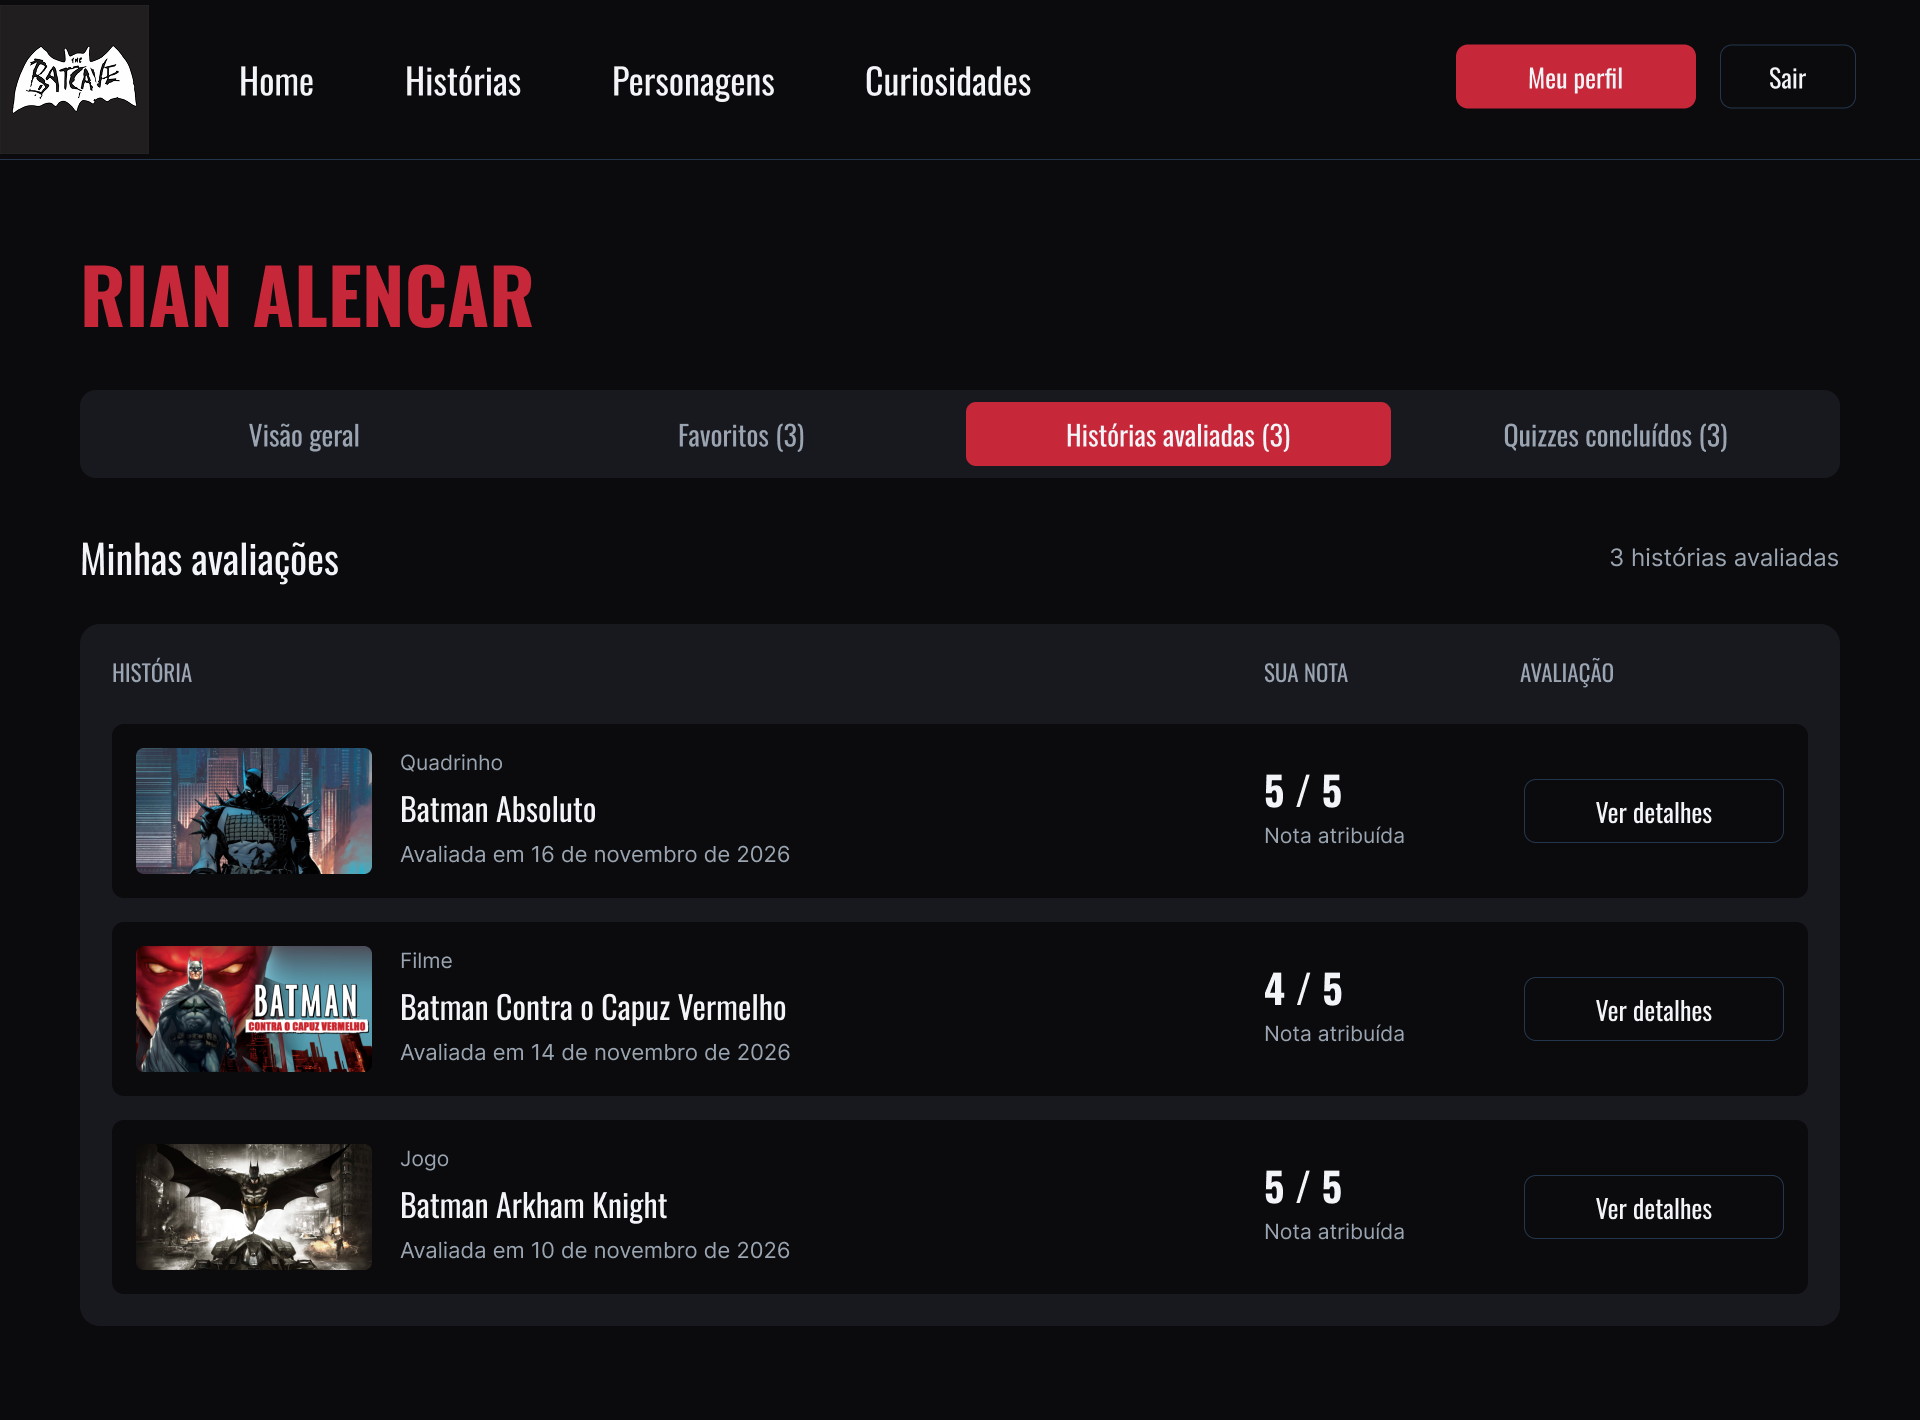 THE
BATCAVE
Home
Histórias
Personagens
Curiosidades
Meu perfil
Sair
RIAN ALENCAR
Visão geral
Favoritos (3)
Histórias avaliadas (3)
Quizzes concluídos (3)
Minhas avaliações
3 histórias avaliadas
HISTÓRIA
SUA NOTA
AVALIAÇÃO
Quadrinho
Batman Absoluto
Avaliada em 16 de novembro de 2026
5 / 5
Nota atribuída
Ver detalhes
BATMAN
CONTRA O CAPUZ VERMELHO
Filme
Batman Contra o Capuz Vermelho
Avaliada em 14 de novembro de 2026
4 / 5
Nota atribuída
Ver detalhes
Jogo
Batman Arkham Knight
Avaliada em 10 de novembro de 2026
5 / 5
Nota atribuída
Ver detalhes